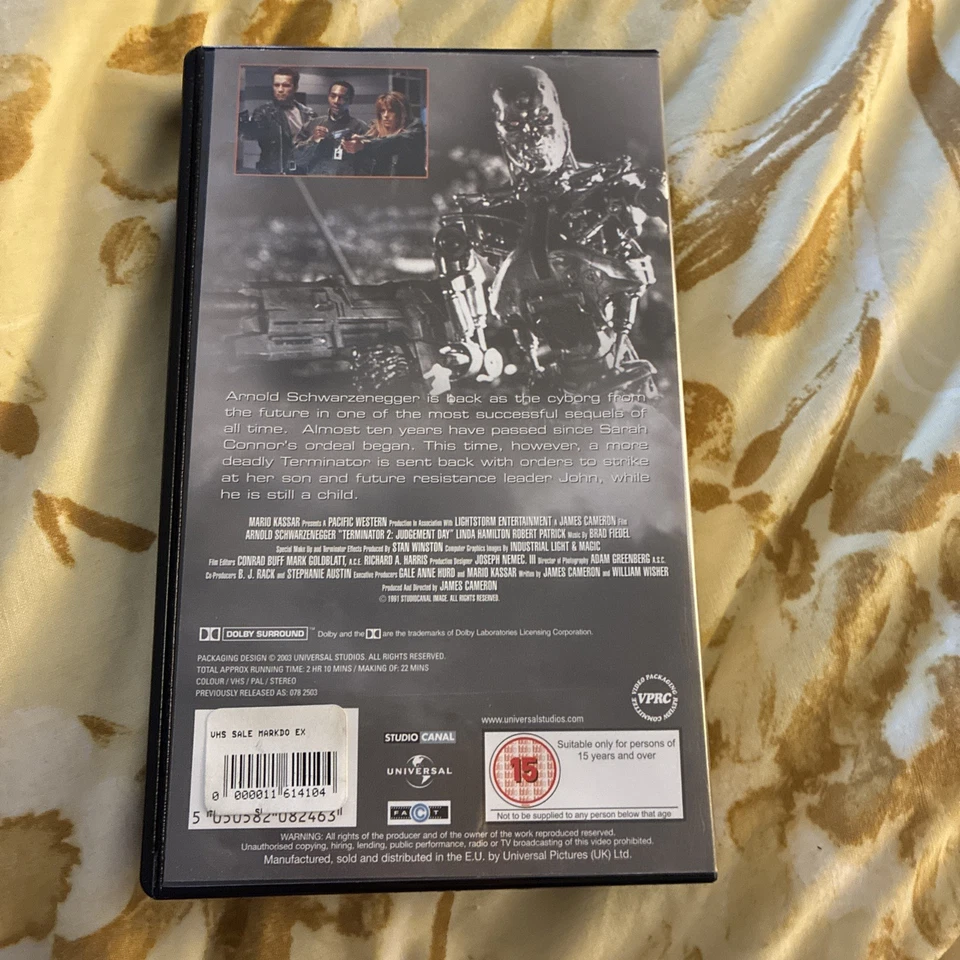 Arnold Schwarzenegger is back as the cyborg from
the future in one of the most successful sequels of
all time. Almost ten years have passed since Sarah
Connor's ordeal began. This time, however, a more
deadly Terminator is sent back with orders to strike
at her son and future resistance leader John, while
he is still a child.
MARIO KASSAR Presents A PACIFIC WESTERN Production In Association With LIGHTSTORM ENTERTAINMENT A JAMES CAMERON Film
ARNOLD SCHWARZENEGGER "TERMINATOR 2: JUDGEMENT DAY" LINDA HAMILTON ROBERT PATRICK Music By BRAD FIEDEL
Special Make Up and Terminator Effects Produced By STAN WINSTON Computer Graphics Images By INDUSTRIAL LIGHT & MAGIC
Film Editors CONRAD BUFF MARK GOLDBLATT, A.C.E. RICHARD A. HARRIS Production Designer JOSEPH NEMEC. III Director of Photography ADAM GREENBERG A.S.C.
Co-Producers B. J. RACK and STEPHANIE AUSTIN Executive Producers GALE ANNE HURD and MARIO KASSAR Written by JAMES CAMERON and WILLIAM WISHER
Produced And Directed by JAMES CAMERON
© 1991 STUDIOCANAL IMAGE. ALL RIGHTS RESERVED.
DOLBY SURROUND ™ Dolby and the are the trademarks of Dolby Laboratories Licensing Corporation.
PACKAGING DESIGN © 2003 UNIVERSAL STUDIOS. ALL RIGHTS RESERVED.
TOTAL APPROX RUNNING TIME: 2 HR 10 MINS / MAKING OF: 22 MINS
COLOUR / VHS / PAL / STEREO
PREVIOUSLY RELEASED AS: 078 2503
VIDEO PACKAGING REVIEW COMMITTEE
VPRC
www.universalstudios.com
VHS SALE MARKDO EX
0 000011 614104
5 050582 082463
STUDIO CANAL
UNIVERSAL
FACT
15
Suitable only for persons of
15 years and over
Not to be supplied to any person below that age
WARNING: All rights of the producer and of the owner of the work reproduced reserved.
Unauthorised copying, hiring, lending, public performance, radio or TV broadcasting of this video prohibited.
Manufactured, sold and distributed in the E.U. by Universal Pictures (UK) Ltd.